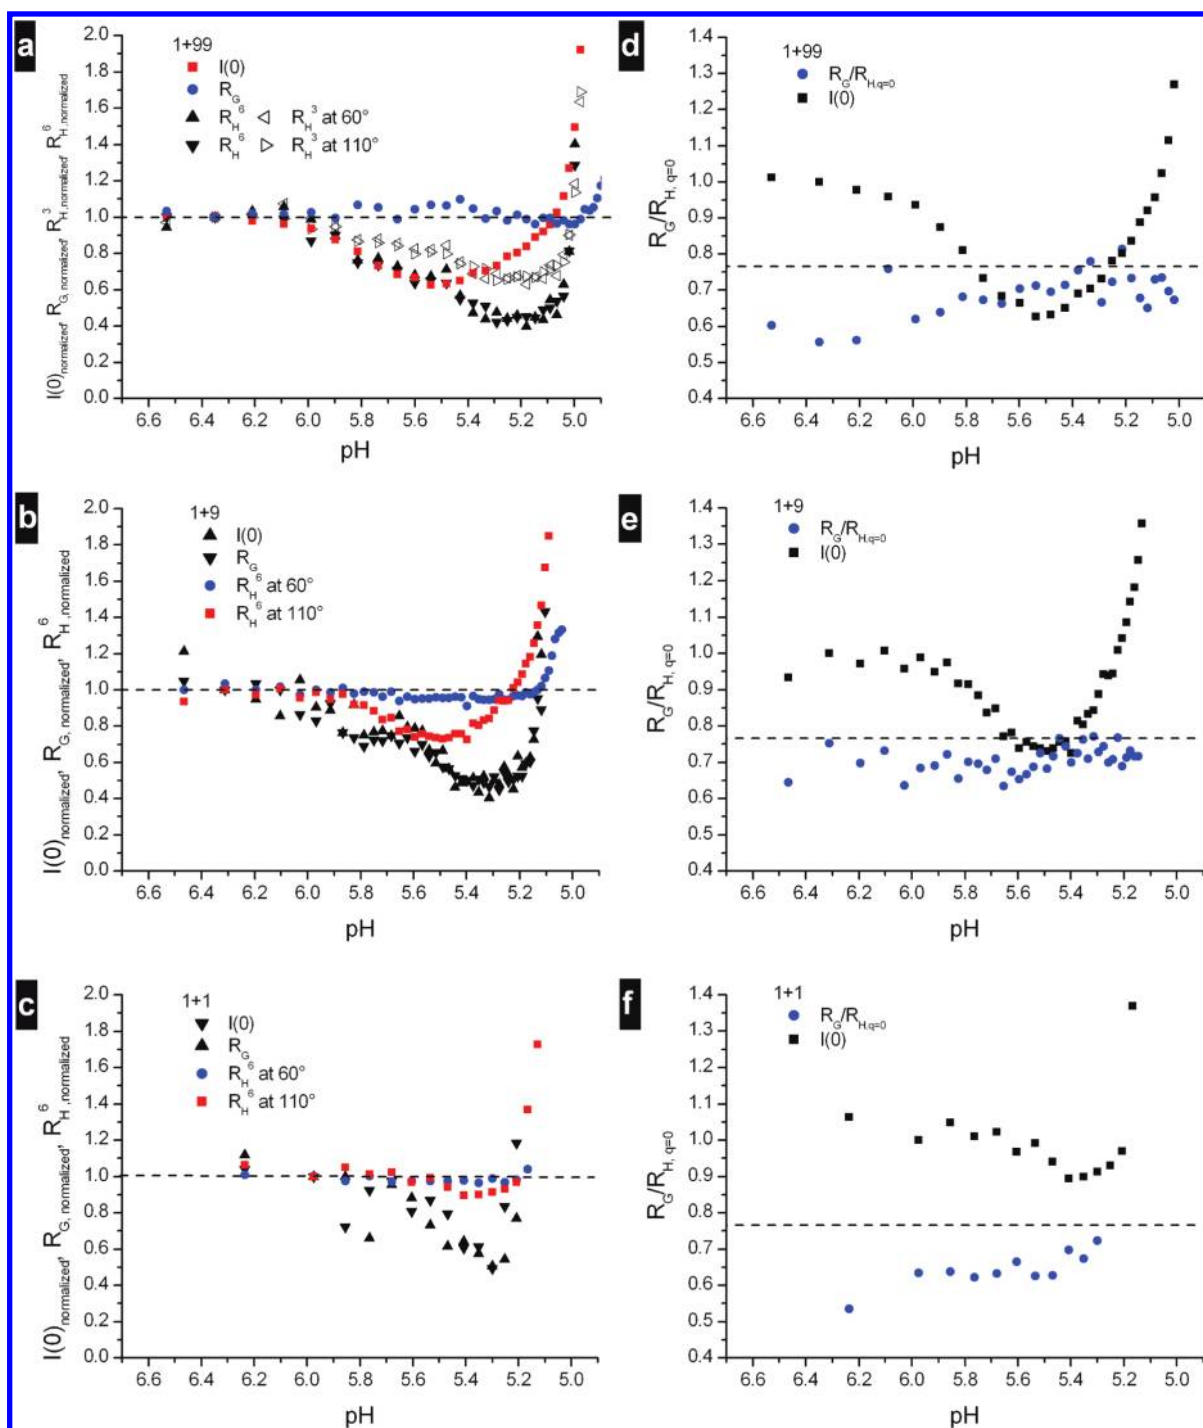 a
1+99
I(0)
R_G
R_H^6 R_H^3 at 60°
R_H^6 R_H^3 at 110°
I(0)normalized, R_G, normalized, R_H, normalized^3, R_H, normalized^6
2.0
1.8
1.6
1.4
1.2
1.0
0.8
0.6
0.4
0.2
0.0
6.6 6.4 6.2 6.0 5.8 5.6 5.4 5.2 5.0
pH
d
1+99
R_G/R_H,q=0
I(0)
R_G/R_H, q=0
1.4
1.3
1.2
1.1
1.0
0.9
0.8
0.7
0.6
0.5
0.4
6.6 6.4 6.2 6.0 5.8 5.6 5.4 5.2 5.0
pH
b
1+9
I(0)
R_G
R_H^6 at 60°
R_H^6 at 110°
I(0)normalized, R_G, normalized, R_H, normalized^6
2.0
1.8
1.6
1.4
1.2
1.0
0.8
0.6
0.4
0.2
0.0
6.6 6.4 6.2 6.0 5.8 5.6 5.4 5.2 5.0
pH
e
1+9
R_G/R_H,q=0
I(0)
R_G/R_H, q=0
1.4
1.3
1.2
1.1
1.0
0.9
0.8
0.7
0.6
0.5
0.4
6.6 6.4 6.2 6.0 5.8 5.6 5.4 5.2 5.0
pH
c
1+1
I(0)
R_G
R_H^6 at 60°
R_H^6 at 110°
I(0)normalized, R_G, normalized, R_H, normalized^6
2.0
1.8
1.6
1.4
1.2
1.0
0.8
0.6
0.4
0.2
0.0
6.6 6.4 6.2 6.0 5.8 5.6 5.4 5.2 5.0
pH
f
1+1
R_G/R_H,q=0
I(0)
R_G/R_H, q=0
1.4
1.3
1.2
1.1
1.0
0.9
0.8
0.7
0.6
0.5
0.4
6.6 6.4 6.2 6.0 5.8 5.6 5.4 5.2 5.0
pH